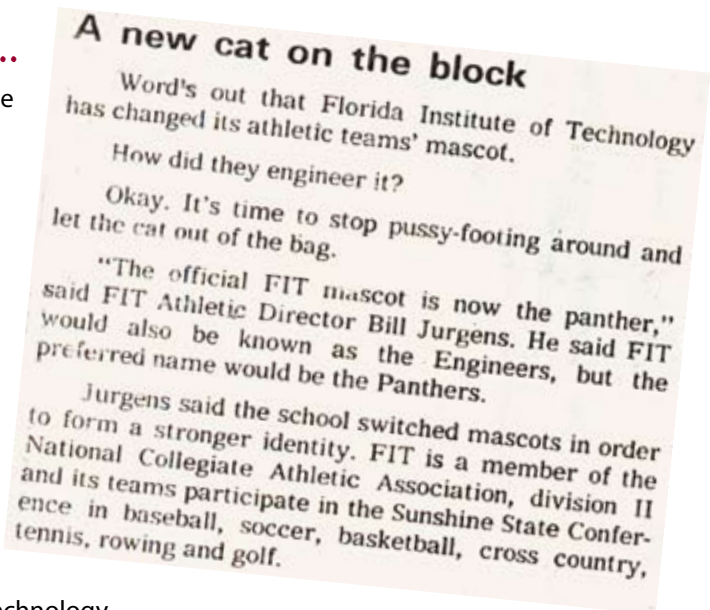 A new cat on the block
..
e
Word's out that Florida Institute of Technology
has changed its athletic teams' mascot.
How did they engineer it?
Okay. It's time to stop pussy-footing around and
let the cat out of the bag.
"The official FIT mascot is now the panther,"
said FIT Athletic Director Bill Jurgens. He said FIT
would also be known as the Engineers, but the
preferred name would be the Panthers.
Jurgens said the school switched mascots in order
to form a stronger identity. FIT is a member of the
National Collegiate Athletic Association, division II
and its teams participate in the Sunshine State Confer-
ence in baseball, soccer, basketball, cross country,
tennis, rowing and golf.